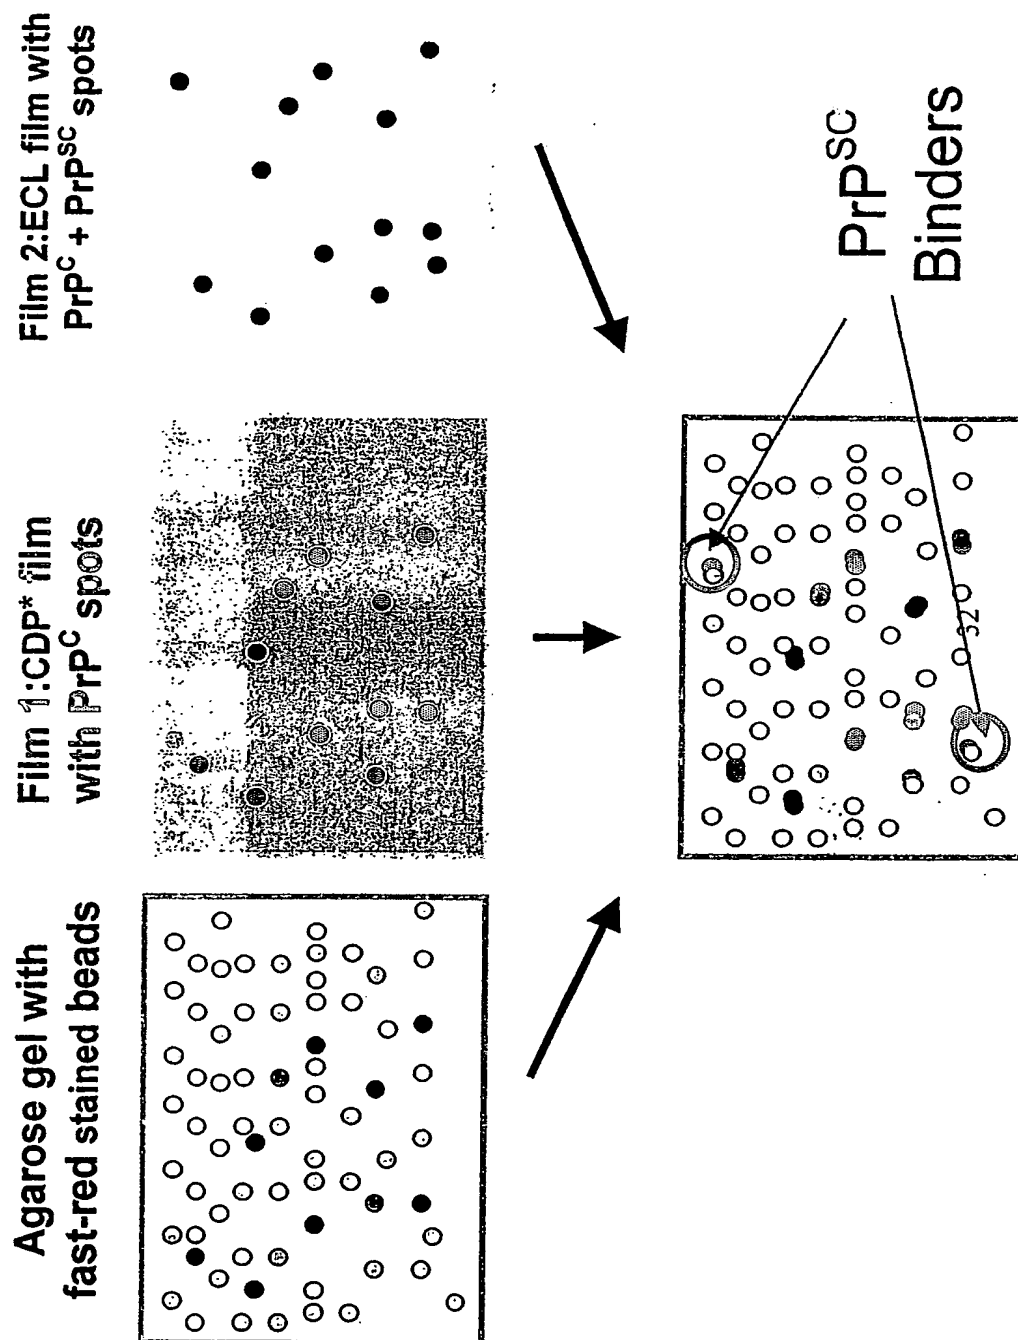 Agarose gel with
fast-red stained beads
Film 1:CDP* film
with PrP^C spots
Film 2:ECL film with
PrP^C + PrP^SC spots
PrP^SC
Binders
32